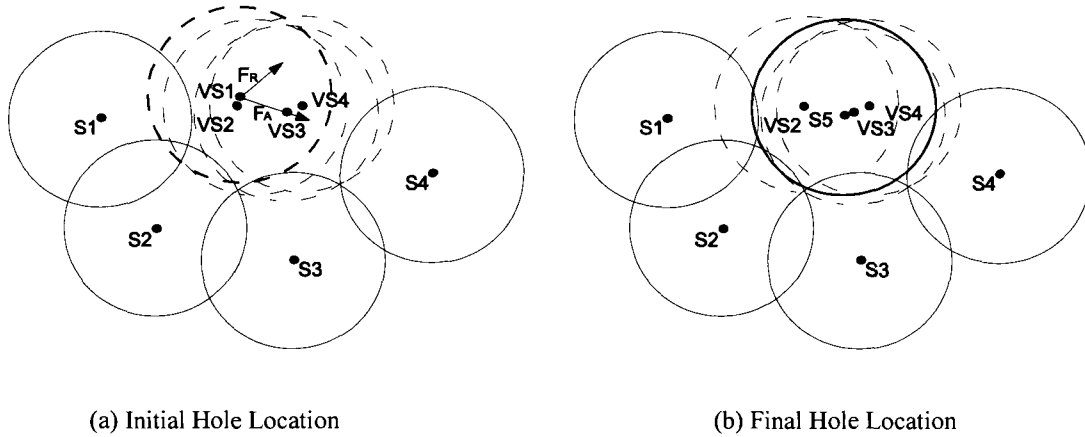 F_R
VS1
VS4
VS2
F_A
VS3
S1
S4
S2
S3
(a) Initial Hole Location
VS2
S5
VS4
VS3
S1
S4
S2
S3
(b) Final Hole Location